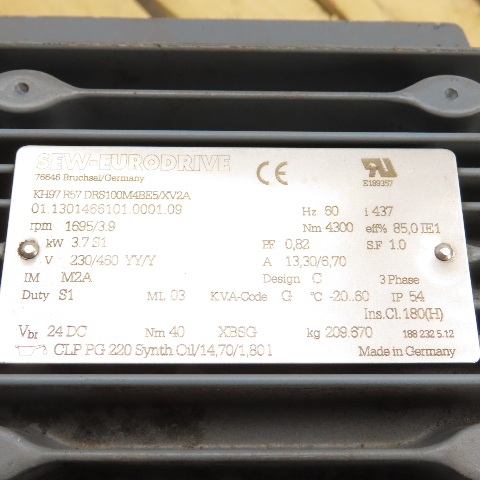 SEW-EURODRIVE
76646 Bruchsal/Germany
CE
E189357
KH97 R57 DRS100M4BE5/XV2A
01.1301466101.0001.09 Hz 60 i 437
rpm 1695/3.9 Nm 4300 eff% 85,0 IE1
kW 3.7 S1 PF 0,82 S.F 1.0
V 230/460 YY/Y A 13,30/6,70
IM M2A Design C 3 Phase
Duty S1 ML 03 KVA-Code G °C -20..60 IP 54
Ins.Cl.180(H)
Vbr 24 DC Nm 40 XBSG kg 209.670 188 232 5.12
CLP PG 220 Synth.Oil/14,70/1,80 l Made in Germany